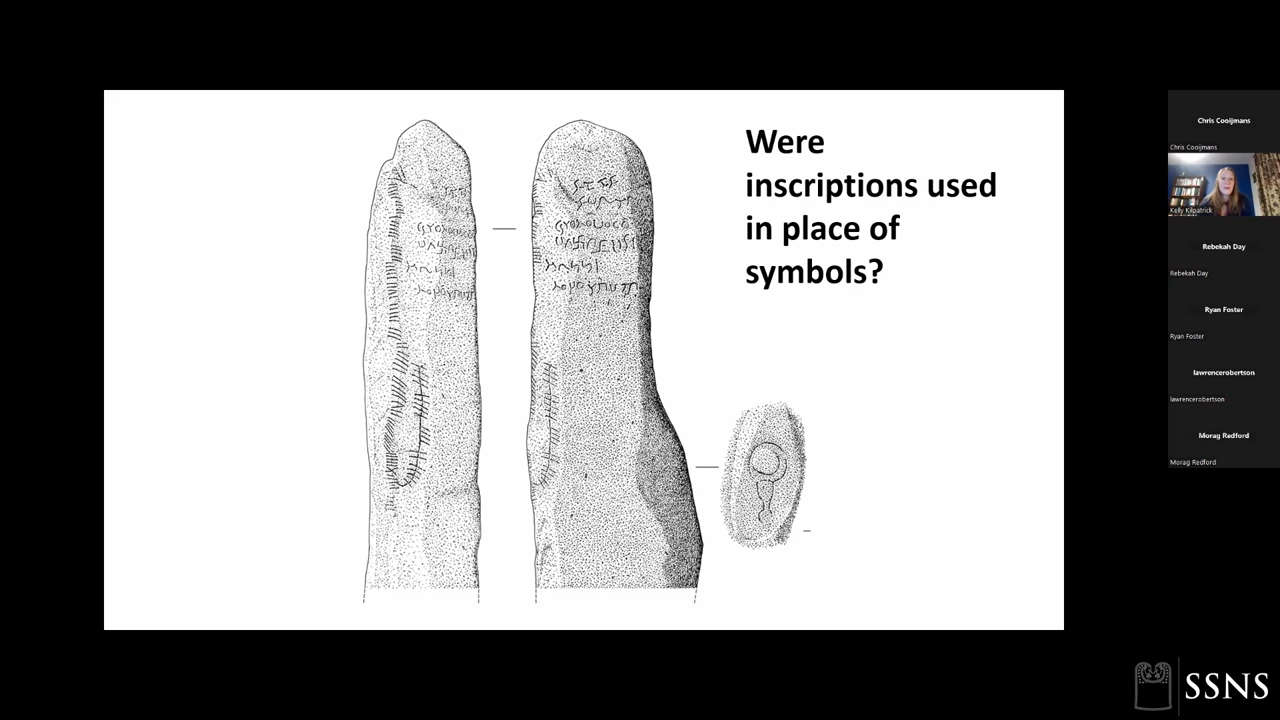 Were
inscriptions used
in place of
symbols?
Chris Cooijmans
Chris Cooijmans
Kelly Kilpatrick
Rebekah Day
Rebekah Day
Ryan Foster
Ryan Foster
lawrencerobertson
lawrencerobertson
Morag Redford
Morag Redford
SSNS